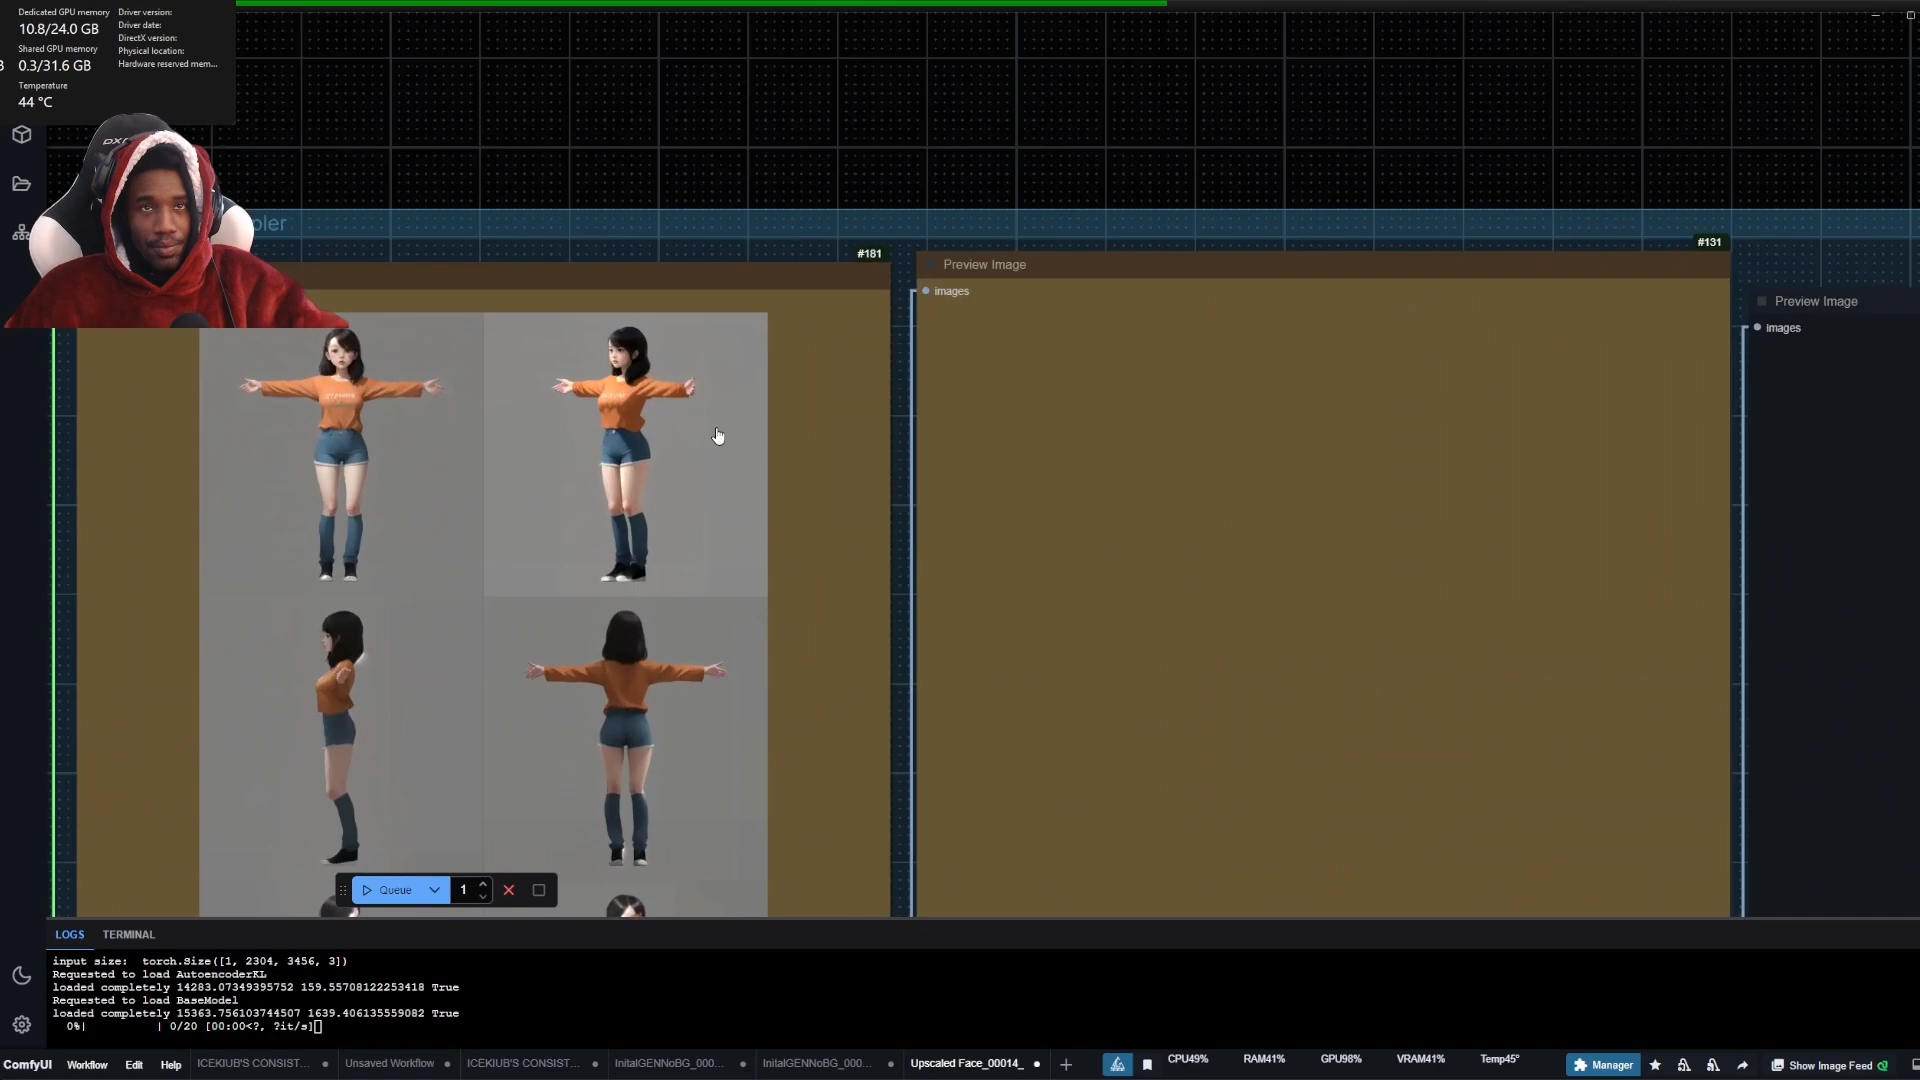 Dedicated GPU memory
10.8/24.0 GB
Shared GPU memory
0.3/31.6 GB
Temperature
44 °C
Driver version:
Driver date:
DirectX version:
Physical location:
Hardware reserved mem...
3
pler
#181
#131
Preview Image
images
Preview Image
images
Queue
1
LOGS
TERMINAL
input size: torch.Size([1, 2304, 3456, 3])
Requested to load AutoencoderKL
loaded completely 14283.07349395752 159.55708122253418 True
Requested to load BaseModel
loaded completely 15363.756103744507 1639.406135559082 True
0%| | 0/20 [00:00<?, ?it/s]
ComfyUI
Workflow
Edit
Help
ICEKIUB'S CONSIST...
Unsaved Workflow
ICEKIUB'S CONSIST...
InitalGENNoBG_000...
InitalGENNoBG_000...
Upscaled Face_00014_
CPU49%
RAM41%
GPU98%
VRAM41%
Temp45°
Manager
Show Image Feed